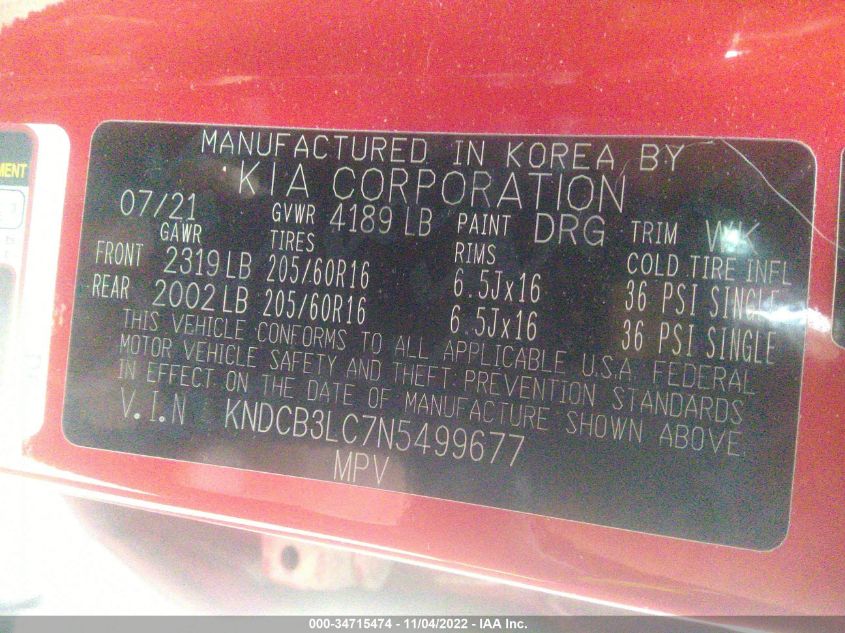 MENT
MANUFACTURED IN KOREA BY
KIA CORPORATION
07/21 GVWR 4189 LB PAINT DRG TRIM WK
GAWR TIRES RIMS COLD TIRE INFL
FRONT 2319 LB 205/60R16 6.5Jx16 36 PSI SINGLE
REAR 2002 LB 205/60R16 6.5Jx16 36 PSI SINGLE
THIS VEHICLE CONFORMS TO ALL APPLICABLE U.S.A. FEDERAL
MOTOR VEHICLE SAFETY AND THEFT PREVENTION STANDARDS
IN EFFECT ON THE DATE OF MANUFACTURE SHOWN ABOVE.
V.I.N : KNDCB3LC7N5499677
MPV
000-34715474 - 11/04/2022 - IAA Inc.